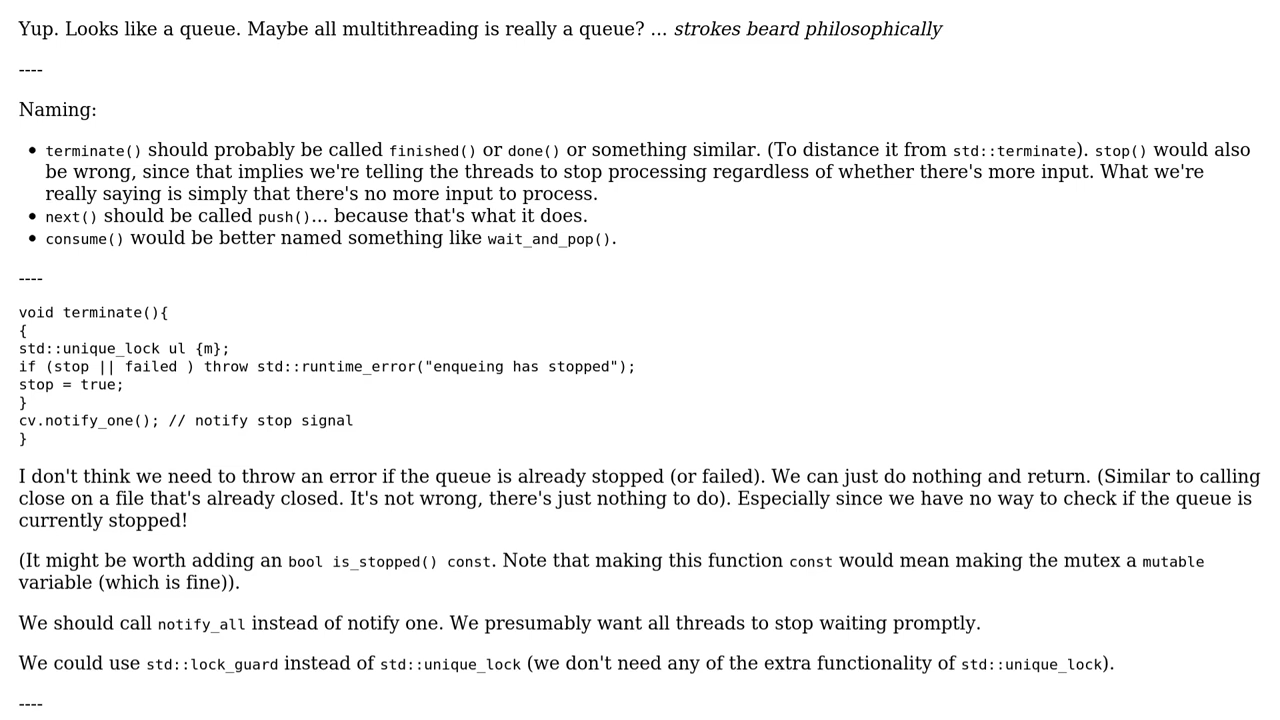 Yup. Looks like a queue. Maybe all multithreading is really a queue? ... strokes beard philosophically
----
Naming:
• terminate() should probably be called finished() or done() or something similar. (To distance it from std::terminate). stop() would also
be wrong, since that implies we're telling the threads to stop processing regardless of whether there's more input. What we're
really saying is simply that there's no more input to process.
• next() should be called push()... because that's what it does.
• consume() would be better named something like wait_and_pop().
----
void terminate(){
{
std::unique_lock ul {m};
if (stop || failed ) throw std::runtime_error("enqueing has stopped");
stop = true;
}
cv.notify_one(); // notify stop signal
}
I don't think we need to throw an error if the queue is already stopped (or failed). We can just do nothing and return. (Similar to calling
close on a file that's already closed. It's not wrong, there's just nothing to do). Especially since we have no way to check if the queue is
currently stopped!
(It might be worth adding an bool is_stopped() const. Note that making this function const would mean making the mutex a mutable
variable (which is fine)).
We should call notify_all instead of notify one. We presumably want all threads to stop waiting promptly.
We could use std::lock_guard instead of std::unique_lock (we don't need any of the extra functionality of std::unique_lock).
----